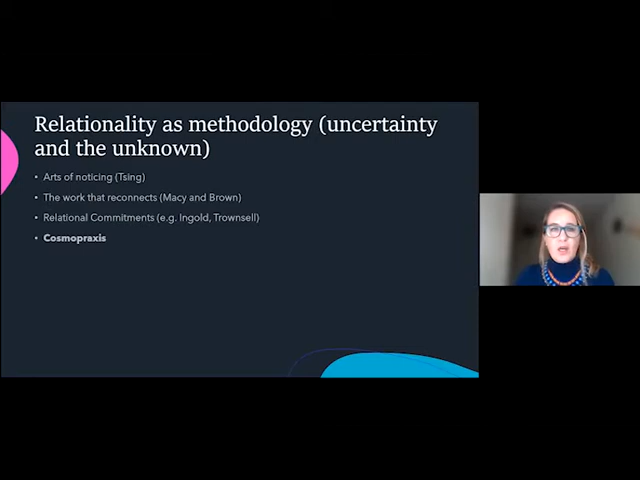 Relationality as methodology (uncertainty
and the unknown)
• Arts of noticing (Tsing)
• The work that reconnects (Macy and Brown)
• Relational Commitments (e.g. Ingold, Trownsell)
• Cosmopraxis